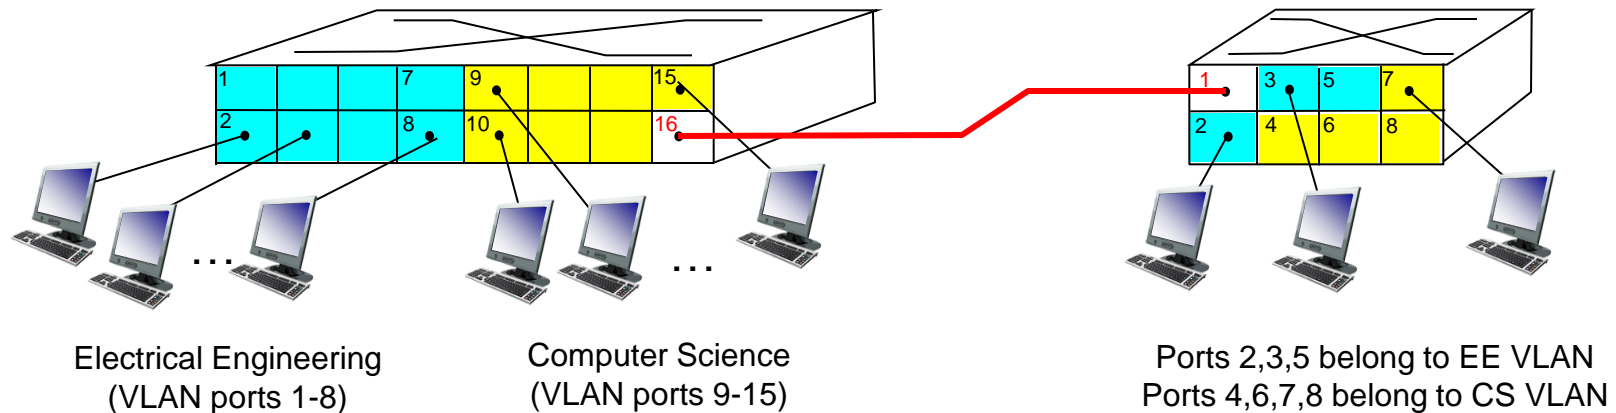 1 7 9 15
2 8 10 16
1 3 5 7
2 4 6 8
... ...
Electrical Engineering
(VLAN ports 1-8)
Computer Science
(VLAN ports 9-15)
Ports 2,3,5 belong to EE VLAN
Ports 4,6,7,8 belong to CS VLAN